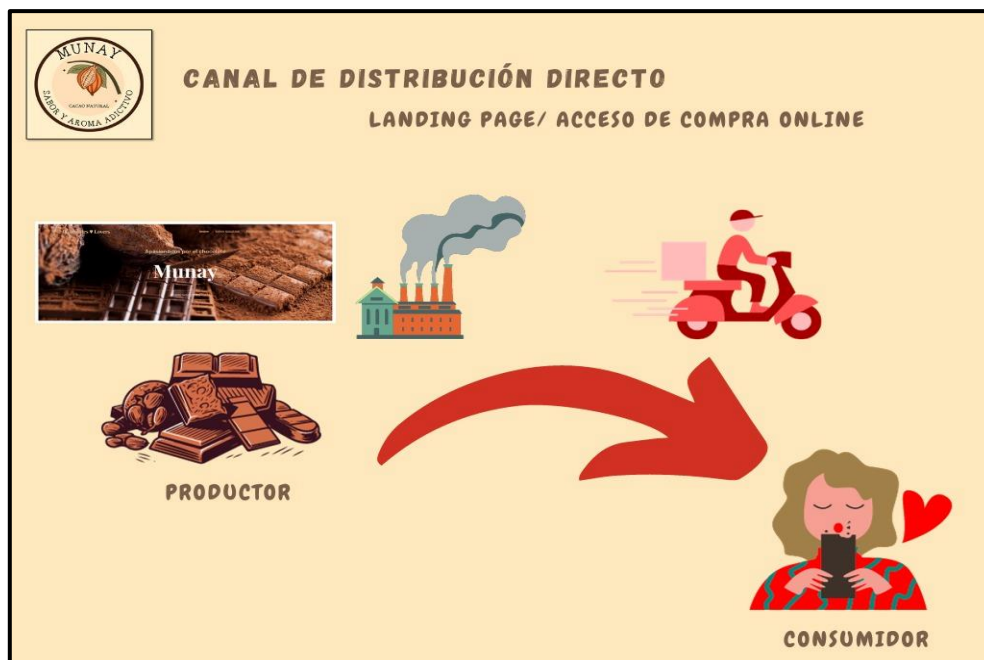 MUNAY
CACAO NATURAL
SABOR Y AROMA ADICTIVO
CANAL DE DISTRIBUCIÓN DIRECTO
LANDING PAGE/ ACCESO DE COMPRA ONLINE
Lovers
Munay
PRODUCTOR
CONSUMIDOR